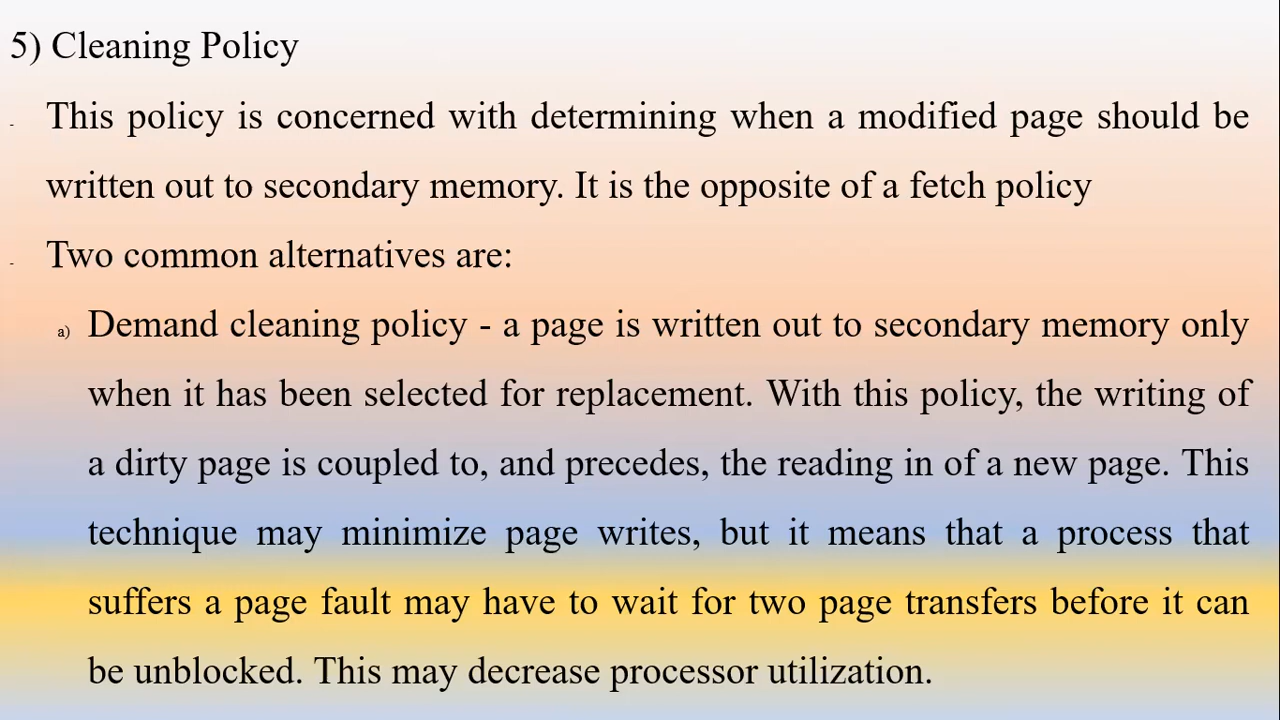 5) Cleaning Policy
- This policy is concerned with determining when a modified page should be
written out to secondary memory. It is the opposite of a fetch policy
- Two common alternatives are:
a) Demand cleaning policy - a page is written out to secondary memory only
when it has been selected for replacement. With this policy, the writing of
a dirty page is coupled to, and precedes, the reading in of a new page. This
technique may minimize page writes, but it means that a process that
suffers a page fault may have to wait for two page transfers before it can
be unblocked. This may decrease processor utilization.